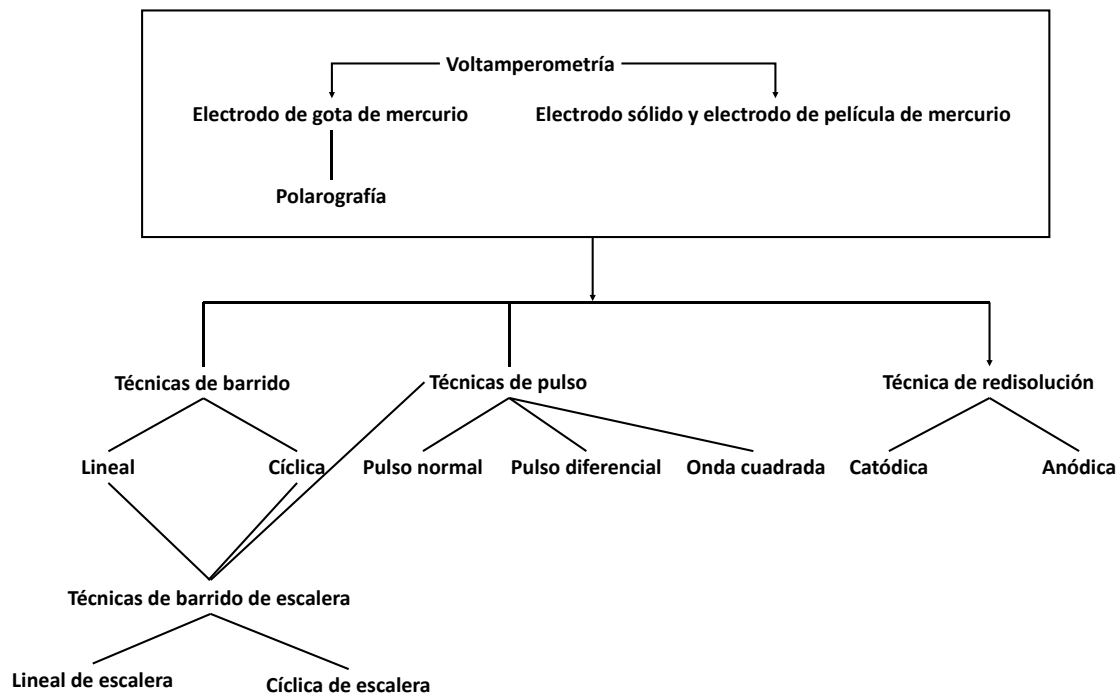 Voltamperometría
Electrodo de gota de mercurio
Electrodo sólido y electrodo de película de mercurio
Polarografía
Técnicas de barrido
Técnicas de pulso
Técnica de redisolución
Lineal
Cíclica
Pulso normal
Pulso diferencial
Onda cuadrada
Catódica
Anódica
Técnicas de barrido de escalera
Lineal de escalera
Cíclica de escalera